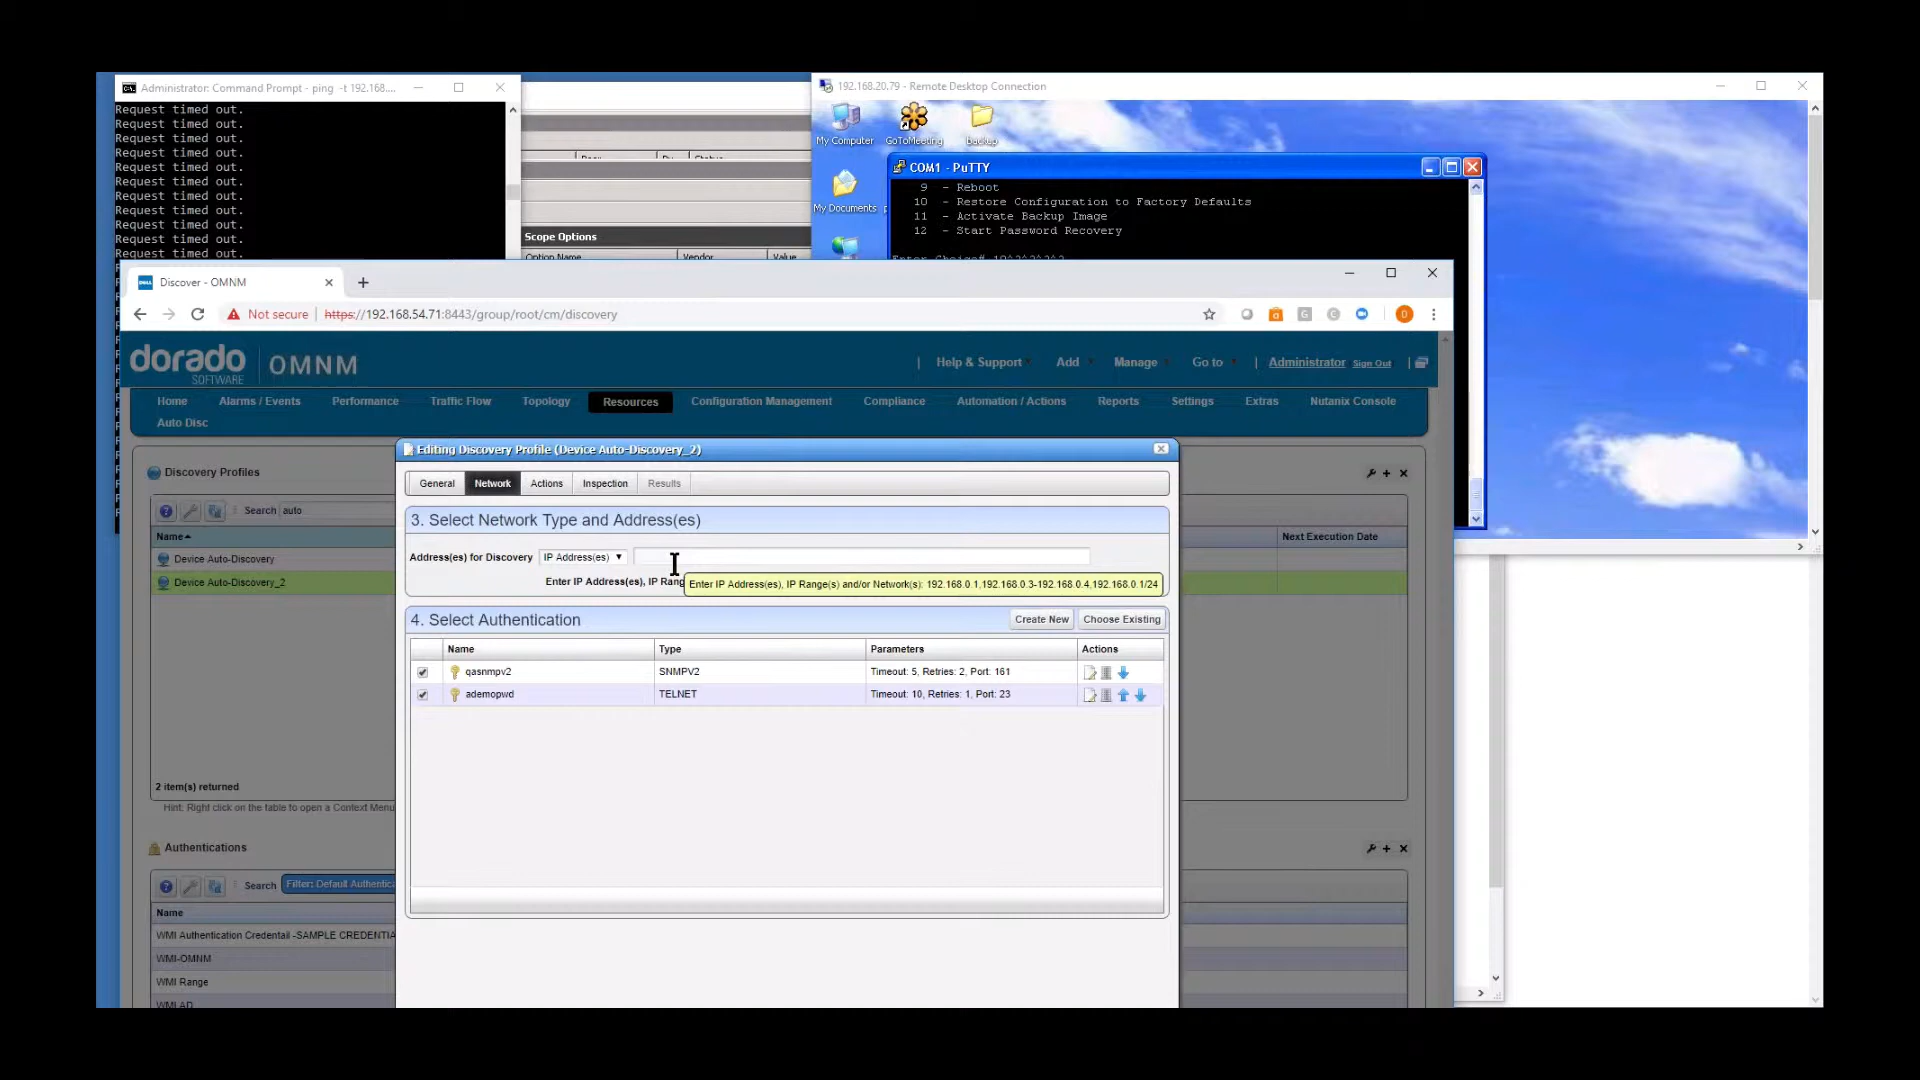 Administrator: Command Prompt - ping -t 192.168....
Request timed out.
Request timed out.
Request timed out.
Request timed out.
Request timed out.
Request timed out.
Request timed out.
Request timed out.
Request timed out.
Request timed out.
Request timed out.
Scope Options
Option Name Vendor Value
192.168.20.79 - Remote Desktop Connection
My Computer
GoToMeeting
backup
My Documents
COM1 - PuTTY
9 - Reboot
10 - Restore Configuration to Factory Defaults
11 - Activate Backup Image
12 - Start Password Recovery
Discover - OMNM
Not secure https://192.168.54.71:8443/group/root/cm/discovery
D
dorado
SOFTWARE
OMNM
Help & Support Add Manage Go to Administrator Sign Out
Home Alarms / Events Performance Traffic Flow Topology Resources Configuration Management Compliance Automation / Actions Reports Settings Extras Nutanix Console
Auto Disc
Discovery Profiles
Search auto
Name
Next Execution Date
Device Auto-Discovery
Device Auto-Discovery_2
2 item(s) returned
Hint: Right click on the table to open a Context Menu
Authentications
Search Filter: Default Authentica
Name
WMI Authentication Credentail -SAMPLE CREDENTIA
WMI-OMNM
WMI Range
WMI AD
Editing Discovery Profile (Device Auto-Discovery_2)
General Network Actions Inspection Results
3. Select Network Type and Address(es)
Address(es) for Discovery IP Address(es)
Enter IP Address(es), IP Rang
Enter IP Address(es), IP Range(s) and/or Network(s): 192.168.0.1,192.168.0.3-192.168.0.4,192.168.0.1/24
4. Select Authentication
Create New Choose Existing
Name Type Parameters Actions
qasnmpv2 SNMPV2 Timeout: 5, Retries: 2, Port: 161
ademopwd TELNET Timeout: 10, Retries: 1, Port: 23